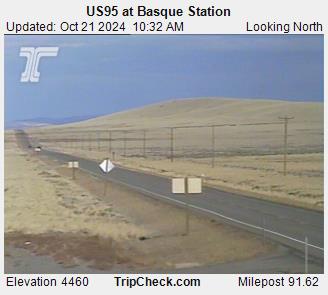 US95 at Basque Station
Updated: Oct 21 2024 10:32 AM Looking North
Elevation 4460 TripCheck.com Milepost 91.62